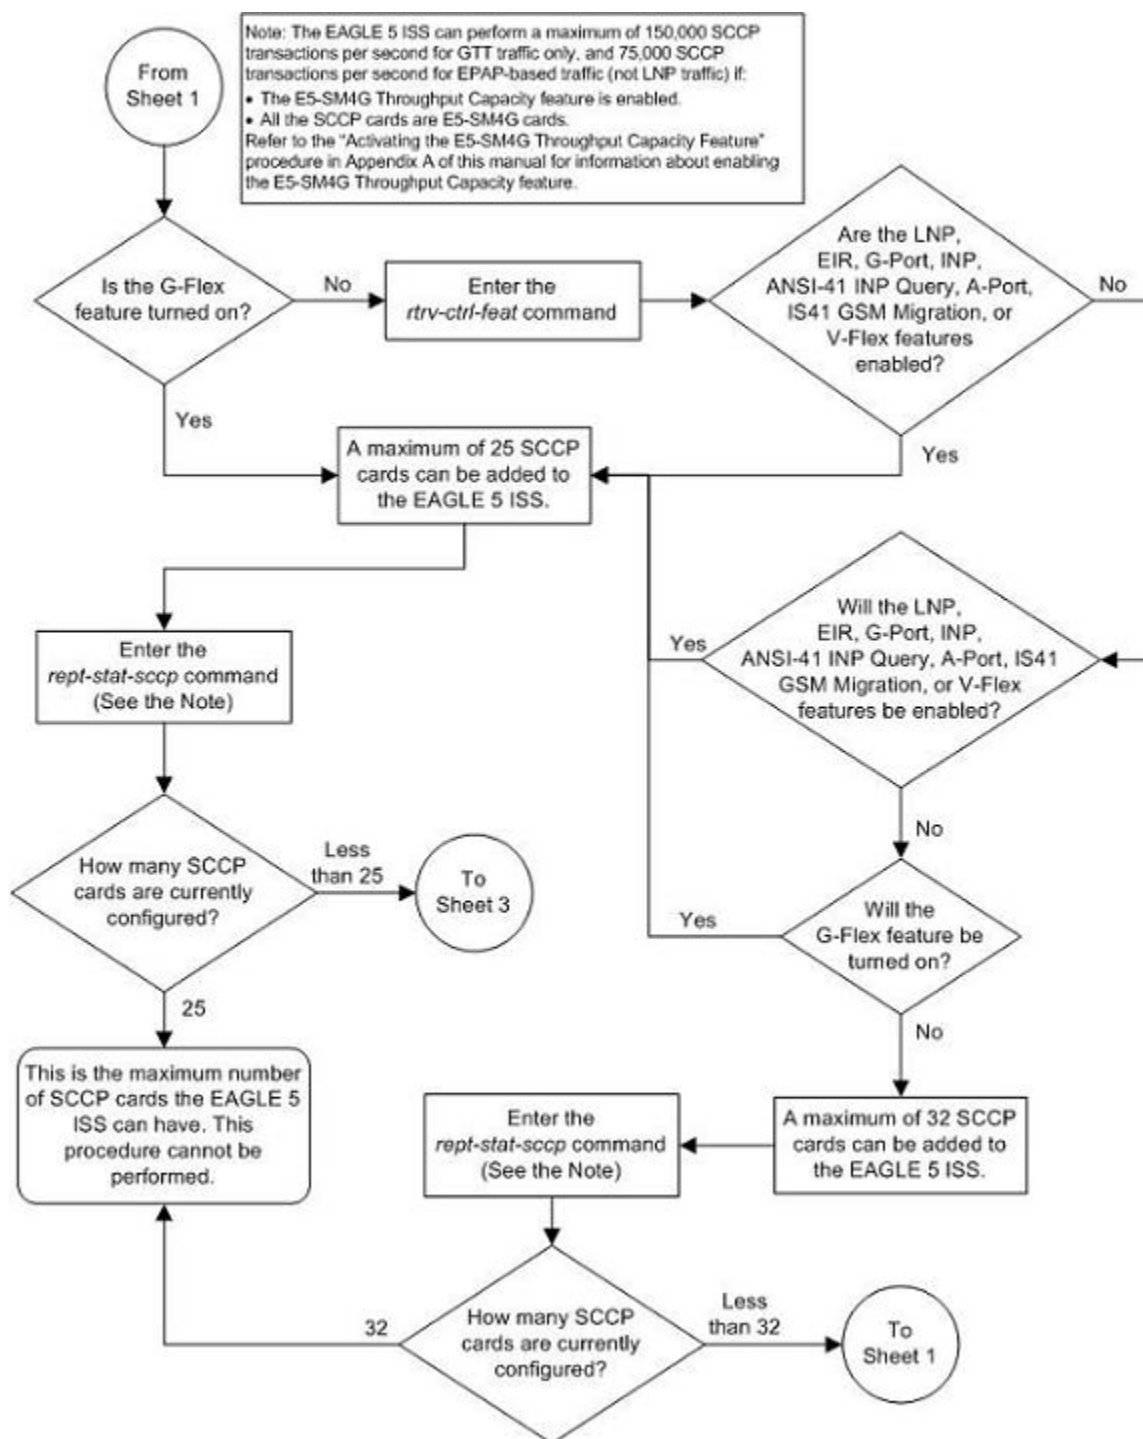 From
Sheet 1
Note: The EAGLE 5 ISS can perform a maximum of 150,000 SCCP
transactions per second for GTT traffic only, and 75,000 SCCP
transactions per second for EPAP-based traffic (not LNP traffic) if:
• The E5-SM4G Throughput Capacity feature is enabled.
• All the SCCP cards are E5-SM4G cards.
Refer to the "Activating the E5-SM4G Throughput Capacity Feature"
procedure in Appendix A of this manual for information about enabling
the E5-SM4G Throughput Capacity feature.
Is the G-Flex
feature turned on?
No
Enter the
rtrv-ctrl-feat command
Are the LNP,
EIR, G-Port, INP,
ANSI-41 INP Query, A-Port,
IS41 GSM Migration, or
V-Flex features
enabled?
No
Yes
A maximum of 25 SCCP
cards can be added to
the EAGLE 5 ISS.
Yes
Enter the
rept-stat-sccp command
(See the Note)
Yes
Will the LNP,
EIR, G-Port, INP,
ANSI-41 INP Query, A-Port, IS41
GSM Migration, or V-Flex
features be enabled?
No
How many SCCP
cards are currently
configured?
Less
than 25
To
Sheet 3
Yes
Will the
G-Flex feature be
turned on?
25
No
This is the maximum number
of SCCP cards the EAGLE 5
ISS can have. This
procedure cannot be
performed.
Enter the
rept-stat-sccp command
(See the Note)
A maximum of 32 SCCP
cards can be added to
the EAGLE 5 ISS.
32
How many SCCP
cards are currently
configured?
Less
than 32
To
Sheet 1